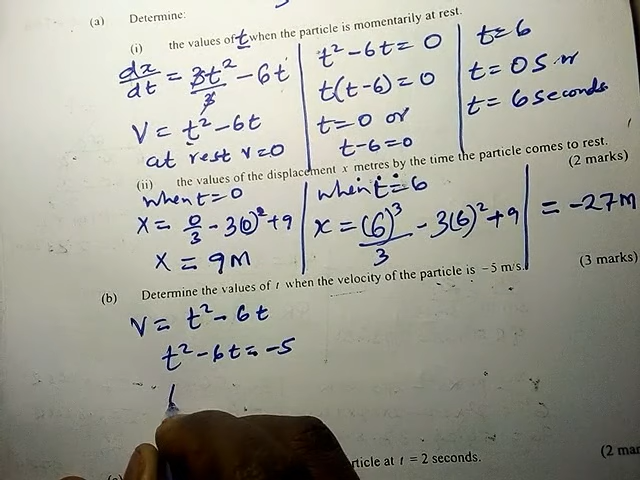 (a) Determine:
(i) the values of t when the particle is momentarily at rest.
dx/dt = 3t²/3 - 6t
V = t² - 6t
at rest v=0
t² - 6t = 0
t(t-6) = 0
t=0 or
t-6=0
t=6
t=0 s or
t=6 seconds
(2 marks)
(ii) the values of the displacement x metres by the time the particle comes to rest.
when t=0
x = 0/3 - 3(0)²+9
x = 9M
when t=6
x = (6)³/3 - 3(6)²+9
= -27M
(3 marks)
(b) Determine the values of t when the velocity of the particle is -5 m/s.
V = t² - 6t
t² - 6t = -5
rticle at t = 2 seconds.
(2 mar